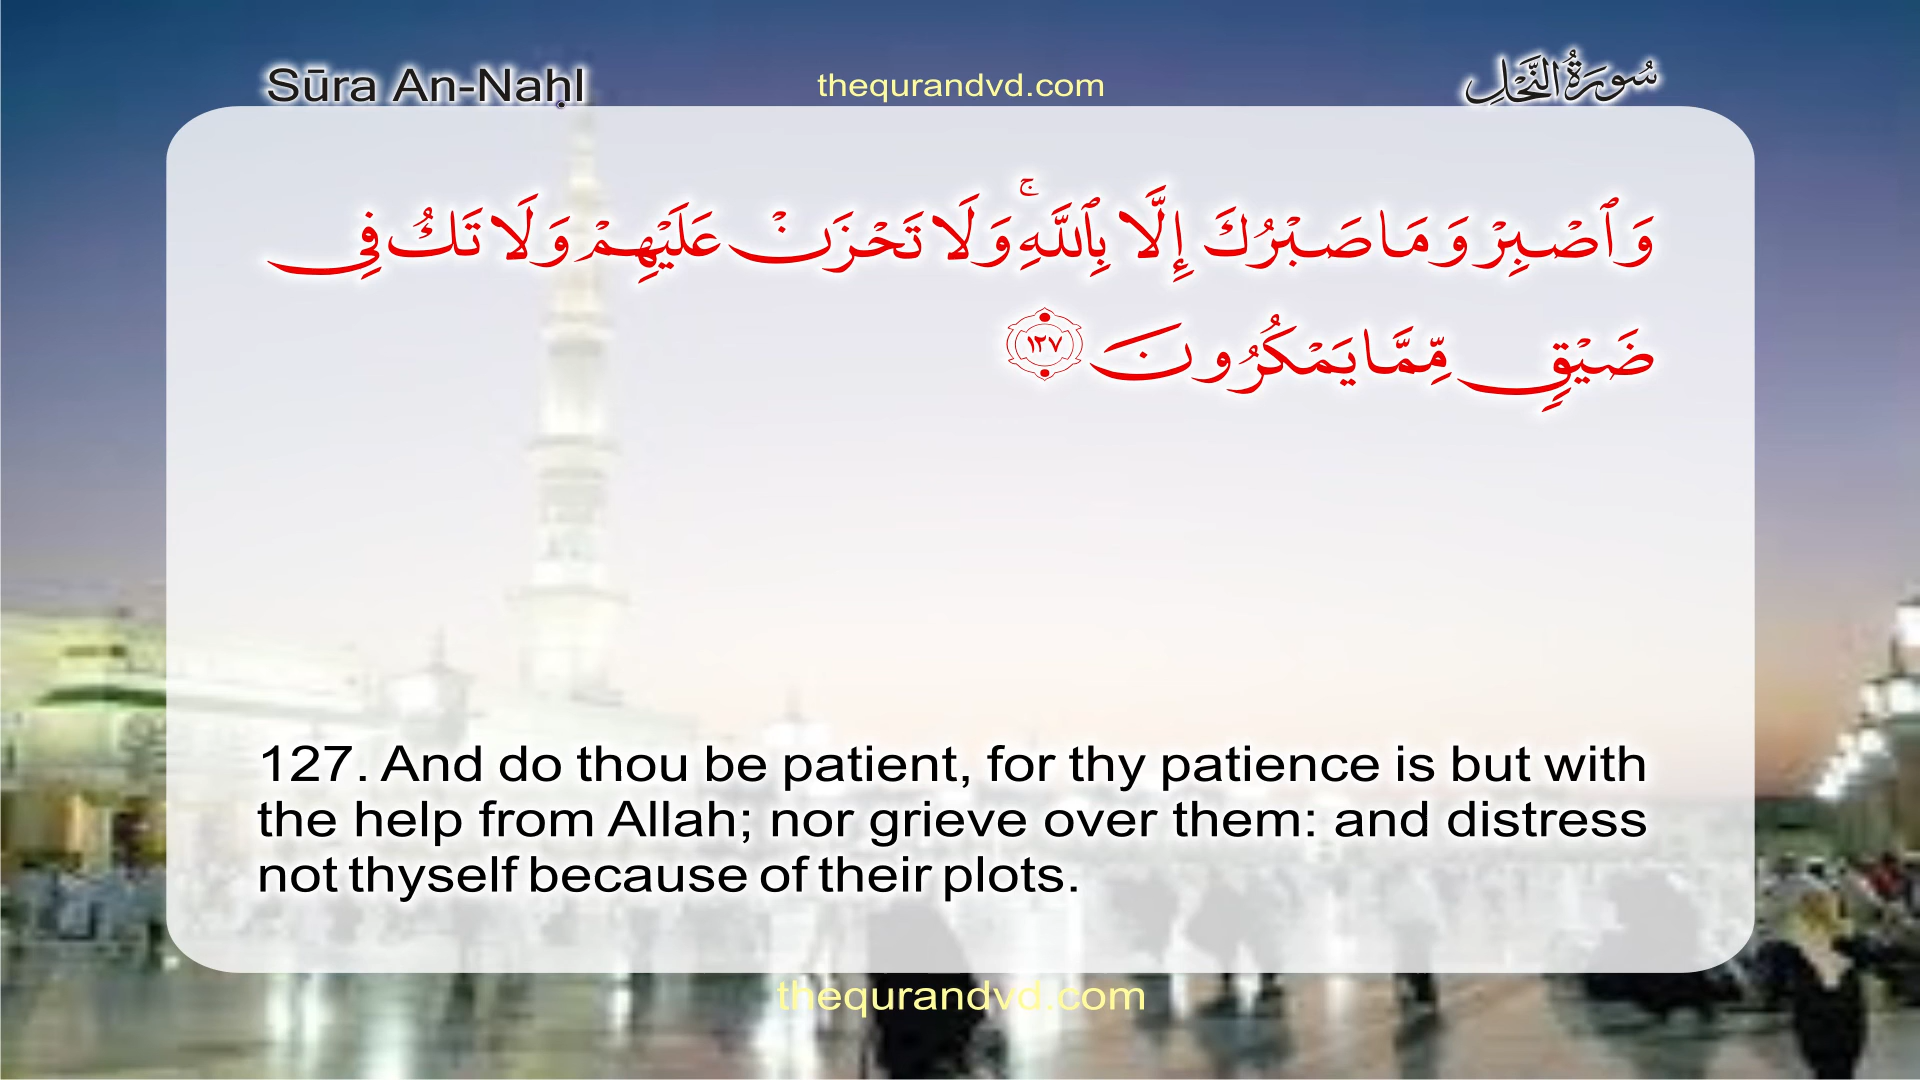 Sūra An-Naḥl
thequrandvd.com
سُورَةُ النَّحْلِ
وَٱصْبِرْ وَمَا صَبْرُكَ إِلَّا بِٱللَّهِ ۚ وَلَا تَحْزَنْ عَلَيْهِمْ وَلَا تَكُ فِى
ضَيْقٍ مِّمَّا يَمْكُرُونَ ١٢٧
127. And do thou be patient, for thy patience is but with
the help from Allah; nor grieve over them: and distress
not thyself because of their plots.
thequrandvd.com